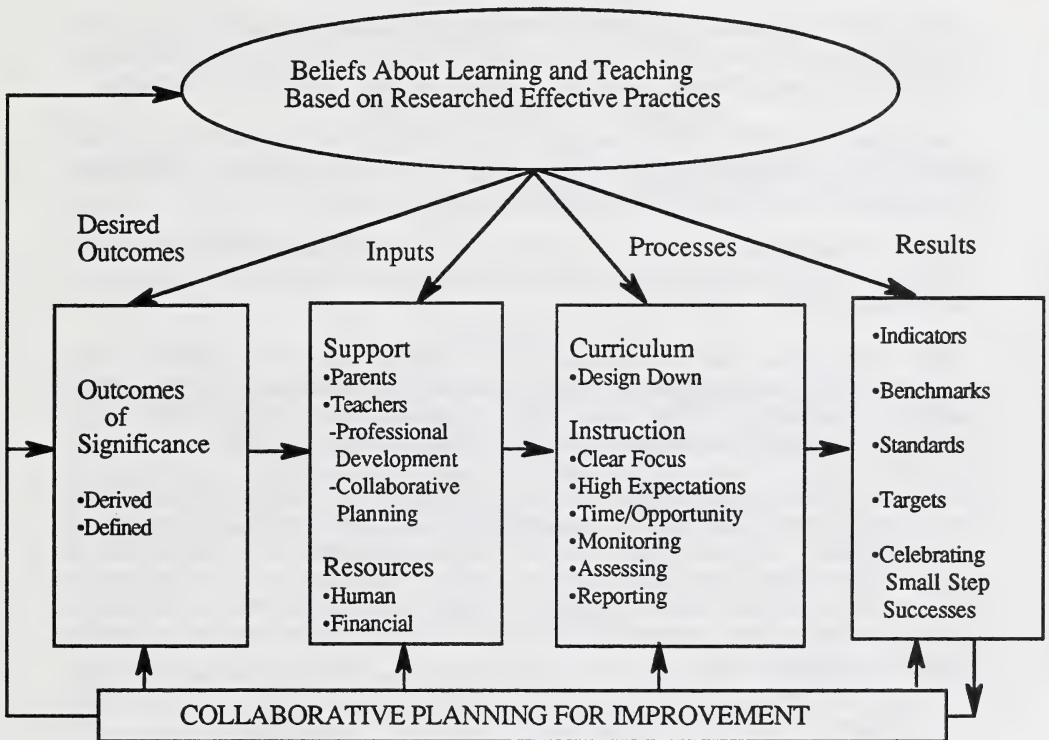 Beliefs About Learning and Teaching
Based on Researched Effective Practices
Desired
Outcomes
Inputs
Processes
Results
Outcomes
of
Significance
•Derived
•Defined
Support
•Parents
•Teachers
-Professional
Development
-Collaborative
Planning
Resources
•Human
•Financial
Curriculum
•Design Down
Instruction
•Clear Focus
•High Expectations
•Time/Opportunity
•Monitoring
•Assessing
•Reporting
•Indicators
•Benchmarks
•Standards
•Targets
•Celebrating
Small Step
Successes
COLLABORATIVE PLANNING FOR IMPROVEMENT